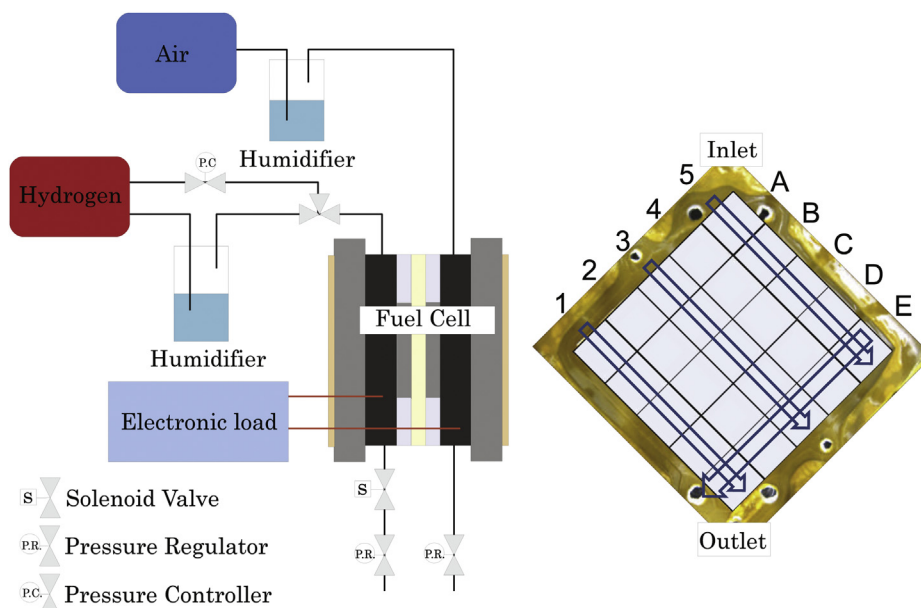 Air
Humidifier
P.C
Hydrogen
Humidifier
Fuel Cell
Electronic load
S
S Solenoid Valve
P.R. P.R.
P.R. Pressure Regulator
P.C. Pressure Controller
Inlet
5 A
4 B
3 C
2 D
1 E
Outlet